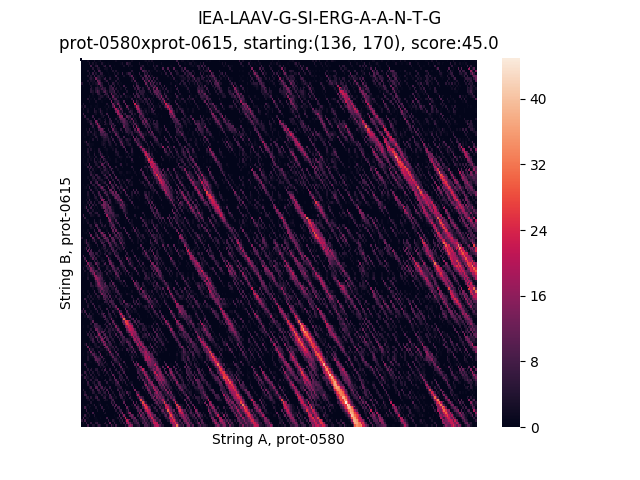 IEA-LAAV-G-SI-ERG-A-A-N-T-G
prot-0580xprot-0615, starting:(136, 170), score:45.0
String B, prot-0615
String A, prot-0580
40
32
24
16
8
0